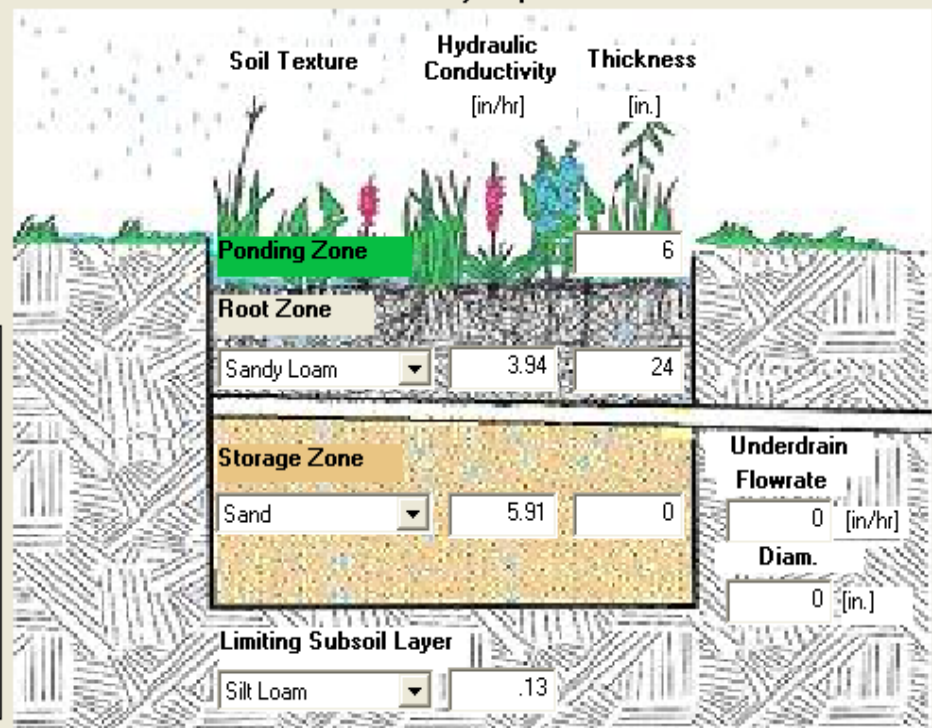 Soil Texture Hydraulic Conductivity Thickness
[in/hr] [in.]
Ponding Zone 6
Root Zone
Sandy Loam 3.94 24
Storage Zone
Underdrain
Flowrate
Sand 5.91 0
0 [in/hr]
Diam.
0 [in.]
Limiting Subsoil Layer
Silt Loam .13